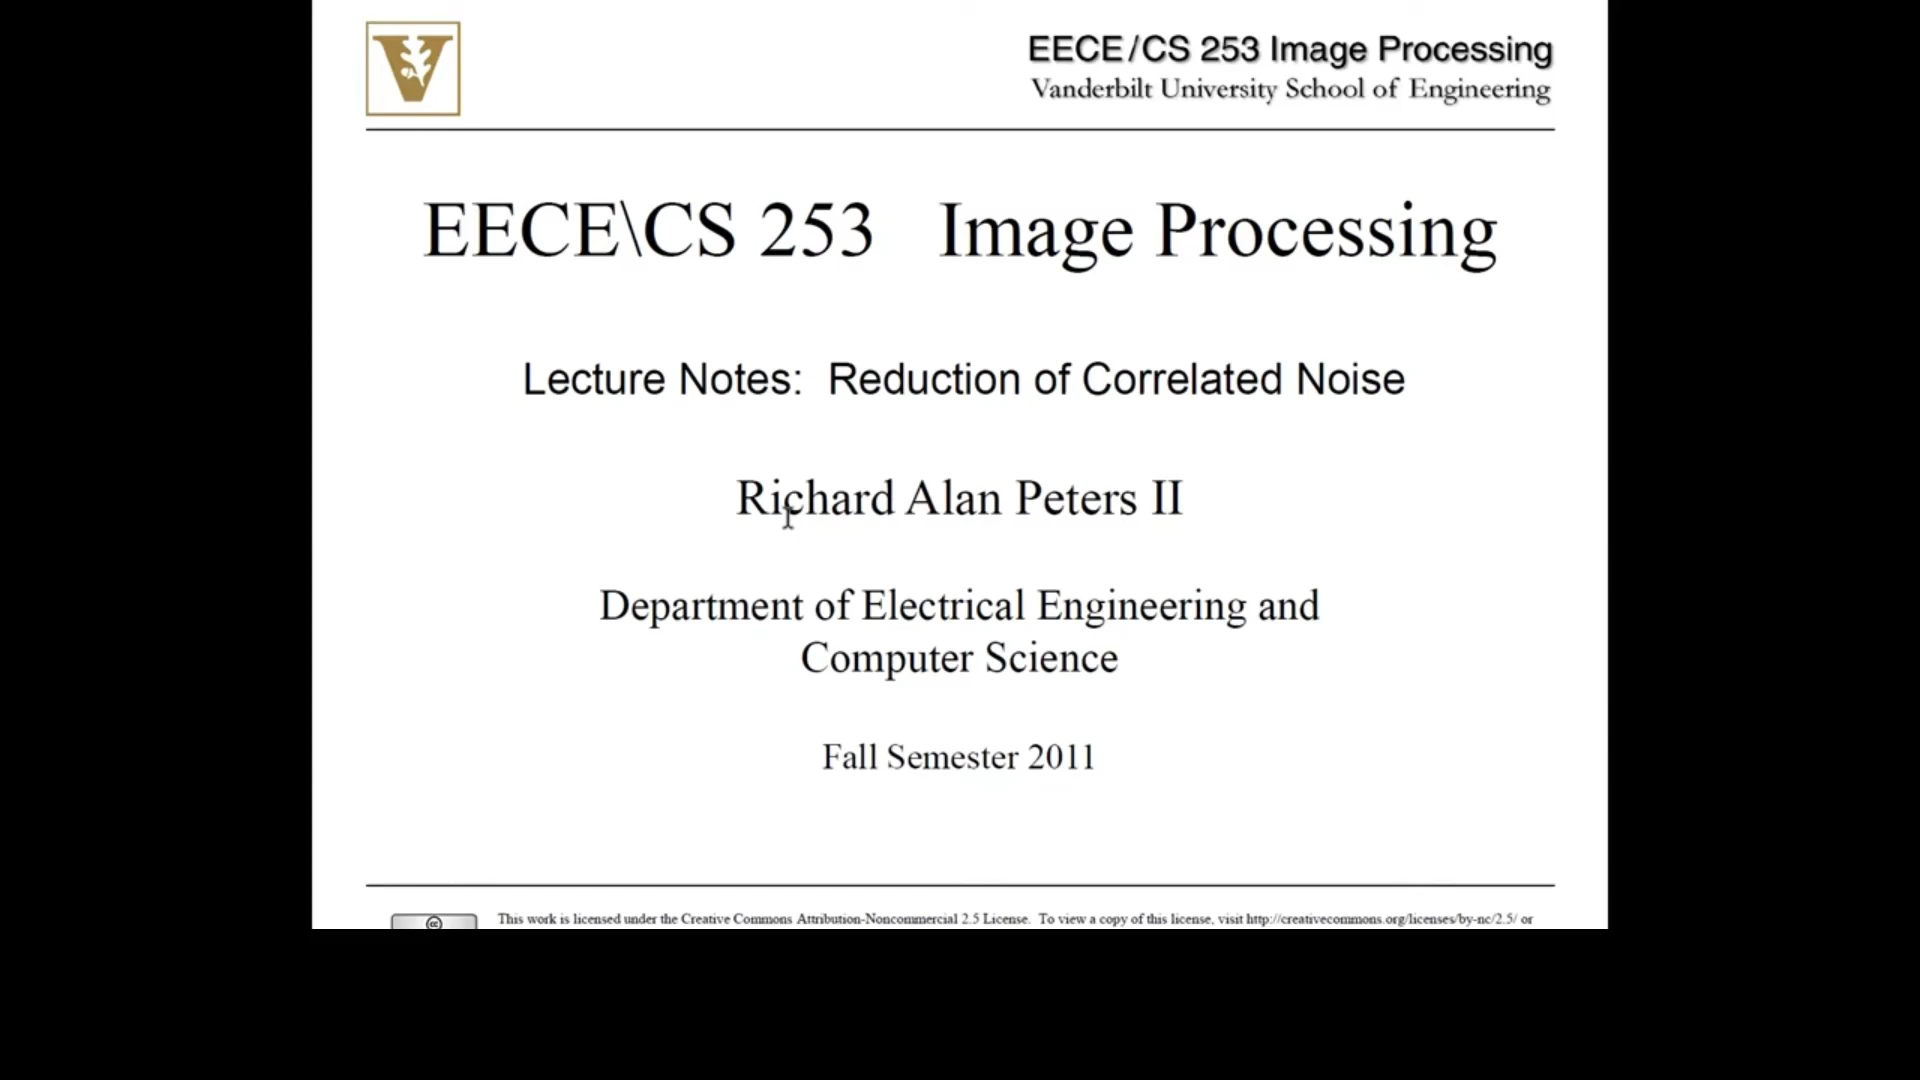 V
EECE/CS 253 Image Processing
Vanderbilt University School of Engineering
EECE\CS 253 Image Processing
Lecture Notes: Reduction of Correlated Noise
Richard Alan Peters II
Department of Electrical Engineering and
Computer Science
Fall Semester 2011
cc
This work is licensed under the Creative Commons Attribution-Noncommercial 2.5 License. To view a copy of this license, visit http://creativecommons.org/licenses/by-nc/2.5/ or